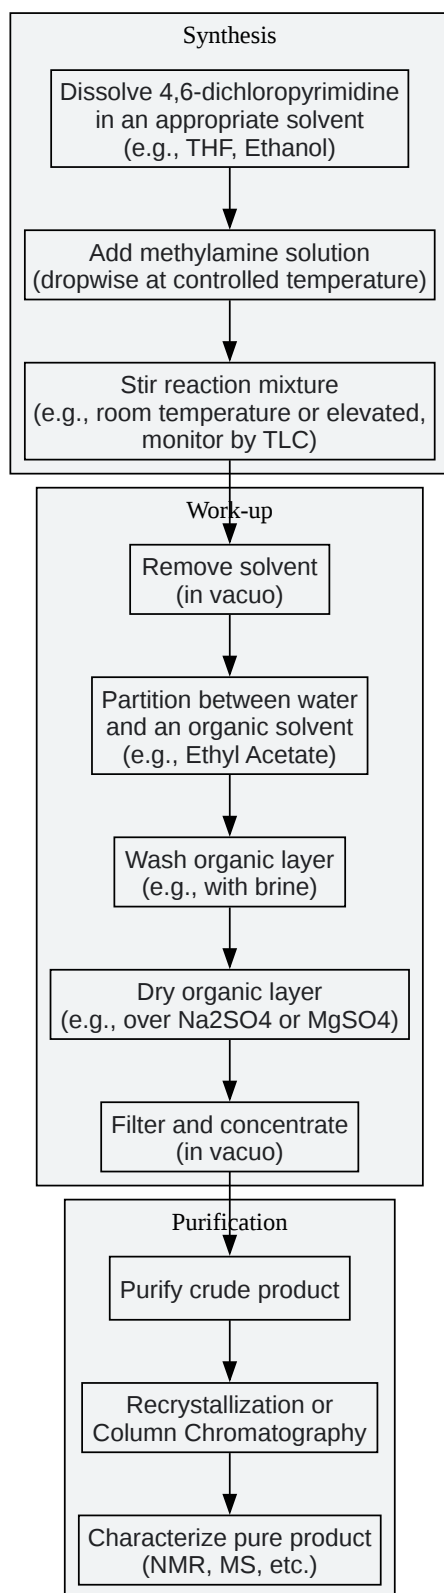 Synthesis
Dissolve 4,6-dichloropyrimidine
in an appropriate solvent
(e.g., THF, Ethanol)
Add methylamine solution
(dropwise at controlled temperature)
Stir reaction mixture
(e.g., room temperature or elevated,
monitor by TLC)
Work-up
Remove solvent
(in vacuo)
Partition between water
and an organic solvent
(e.g., Ethyl Acetate)
Wash organic layer
(e.g., with brine)
Dry organic layer
(e.g., over Na2SO4 or MgSO4)
Filter and concentrate
(in vacuo)
Purification
Purify crude product
Recrystallization or
Column Chromatography
Characterize pure product
(NMR, MS, etc.)